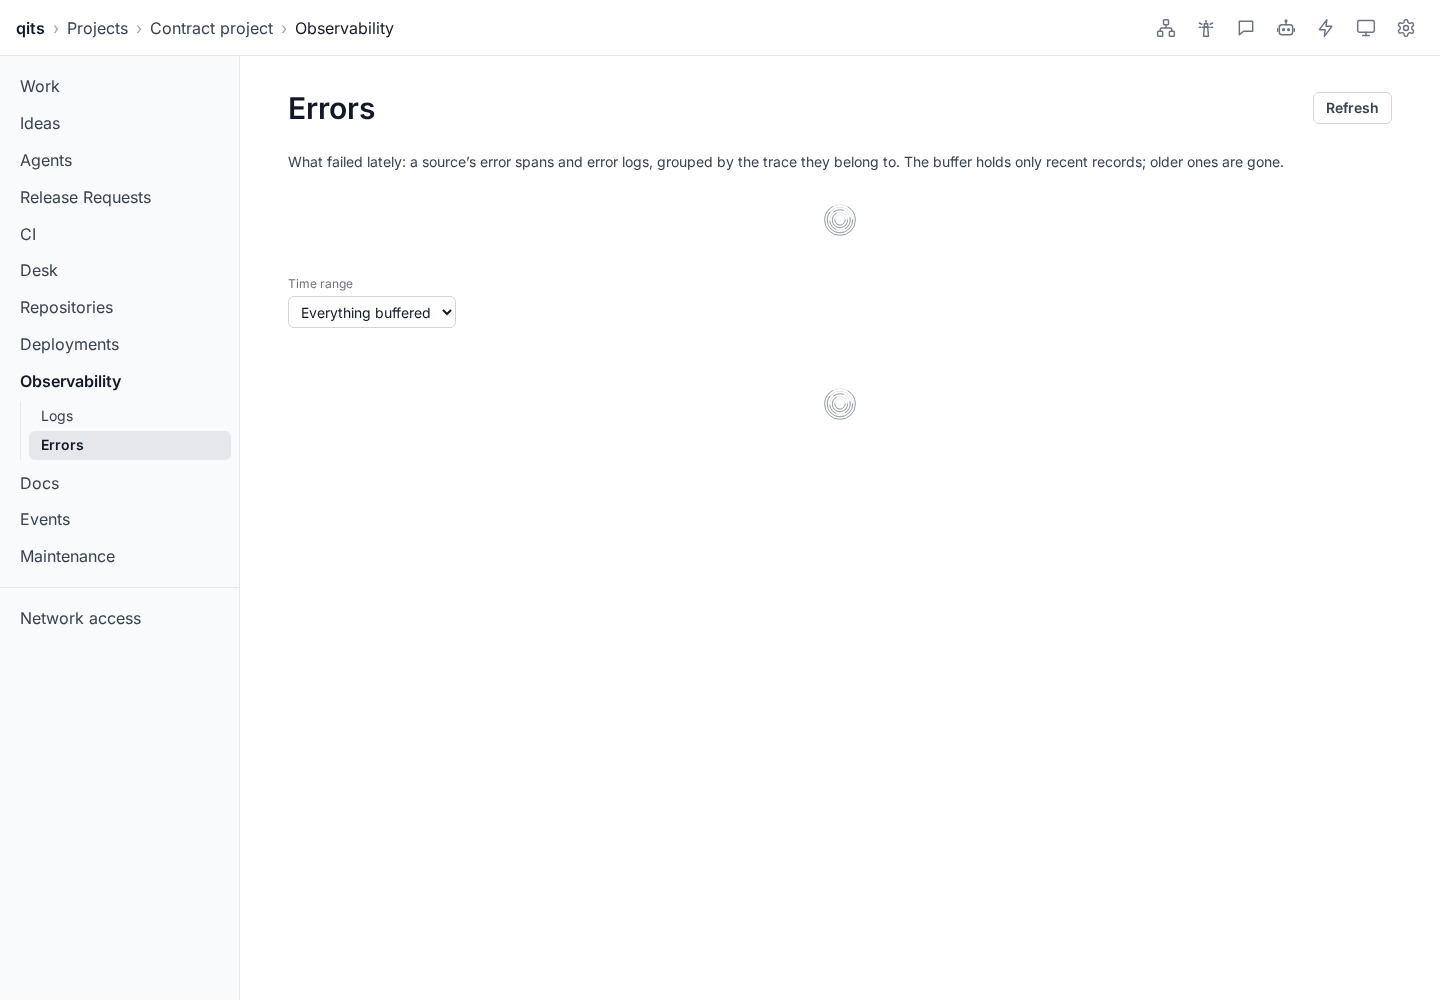 qits › Projects › Contract project › Observability
Work
Ideas
Agents
Release Requests
CI
Desk
Repositories
Deployments
Observability
Logs
Errors
Docs
Events
Maintenance
Network access
Errors
Refresh
What failed lately: a source’s error spans and error logs, grouped by the trace they belong to. The buffer holds only recent records; older ones are gone.
Time range
Everything buffered